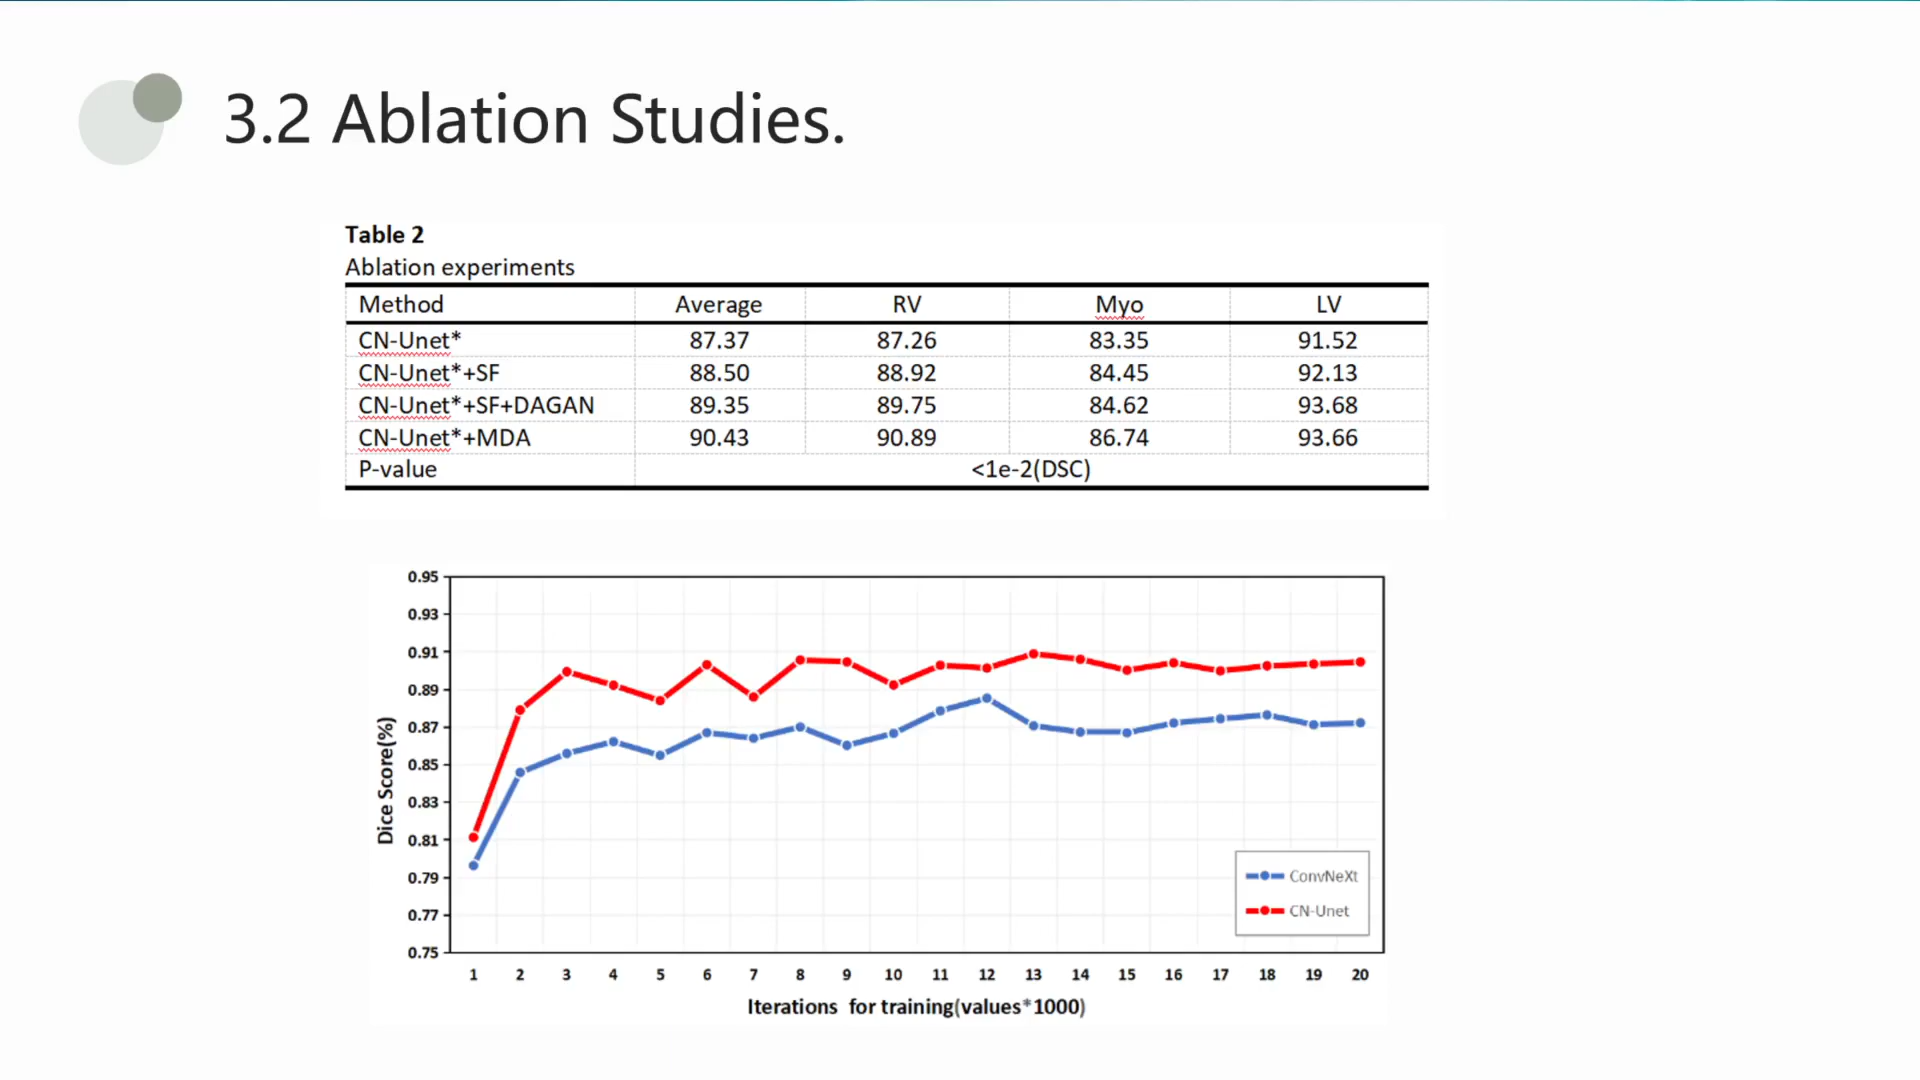 3.2 Ablation Studies.
Table 2
Ablation experiments
Method Average RV Myo LV
CN-Unet* 87.37 87.26 83.35 91.52
CN-Unet*+SF 88.50 88.92 84.45 92.13
CN-Unet*+SF+DAGAN 89.35 89.75 84.62 93.68
CN-Unet*+MDA 90.43 90.89 86.74 93.66
P-value <1e-2(DSC)
0.95
0.93
0.91
0.89
0.87
0.85
0.83
0.81
0.79
0.77
0.75
Dice Score(%)
ConvNeXt
CN-Unet
1 2 3 4 5 6 7 8 9 10 11 12 13 14 15 16 17 18 19 20
Iterations for training(values*1000)